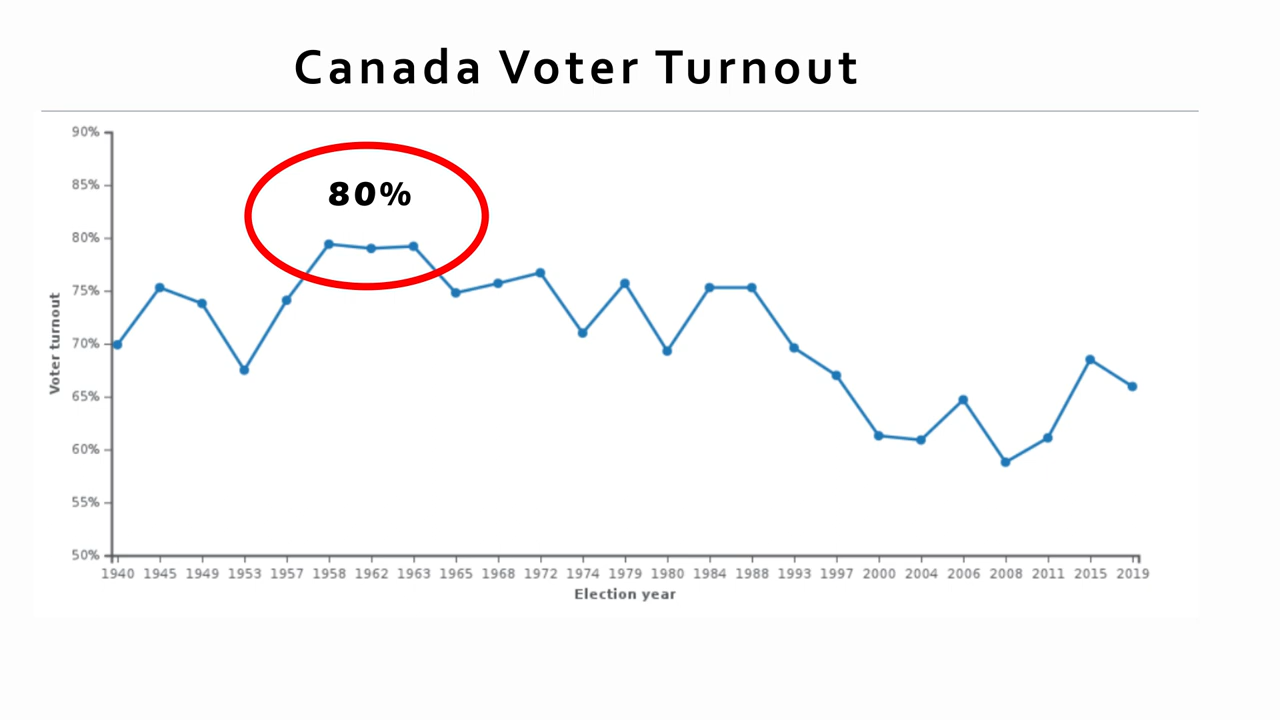 Canada Voter Turnout
90%
85%
80%
80%
75%
70%
65%
60%
55%
50%
Voter turnout
1940 1945 1949 1953 1957 1958 1962 1963 1965 1968 1972 1974 1979 1980 1984 1988 1993 1997 2000 2004 2006 2008 2011 2015 2019
Election year